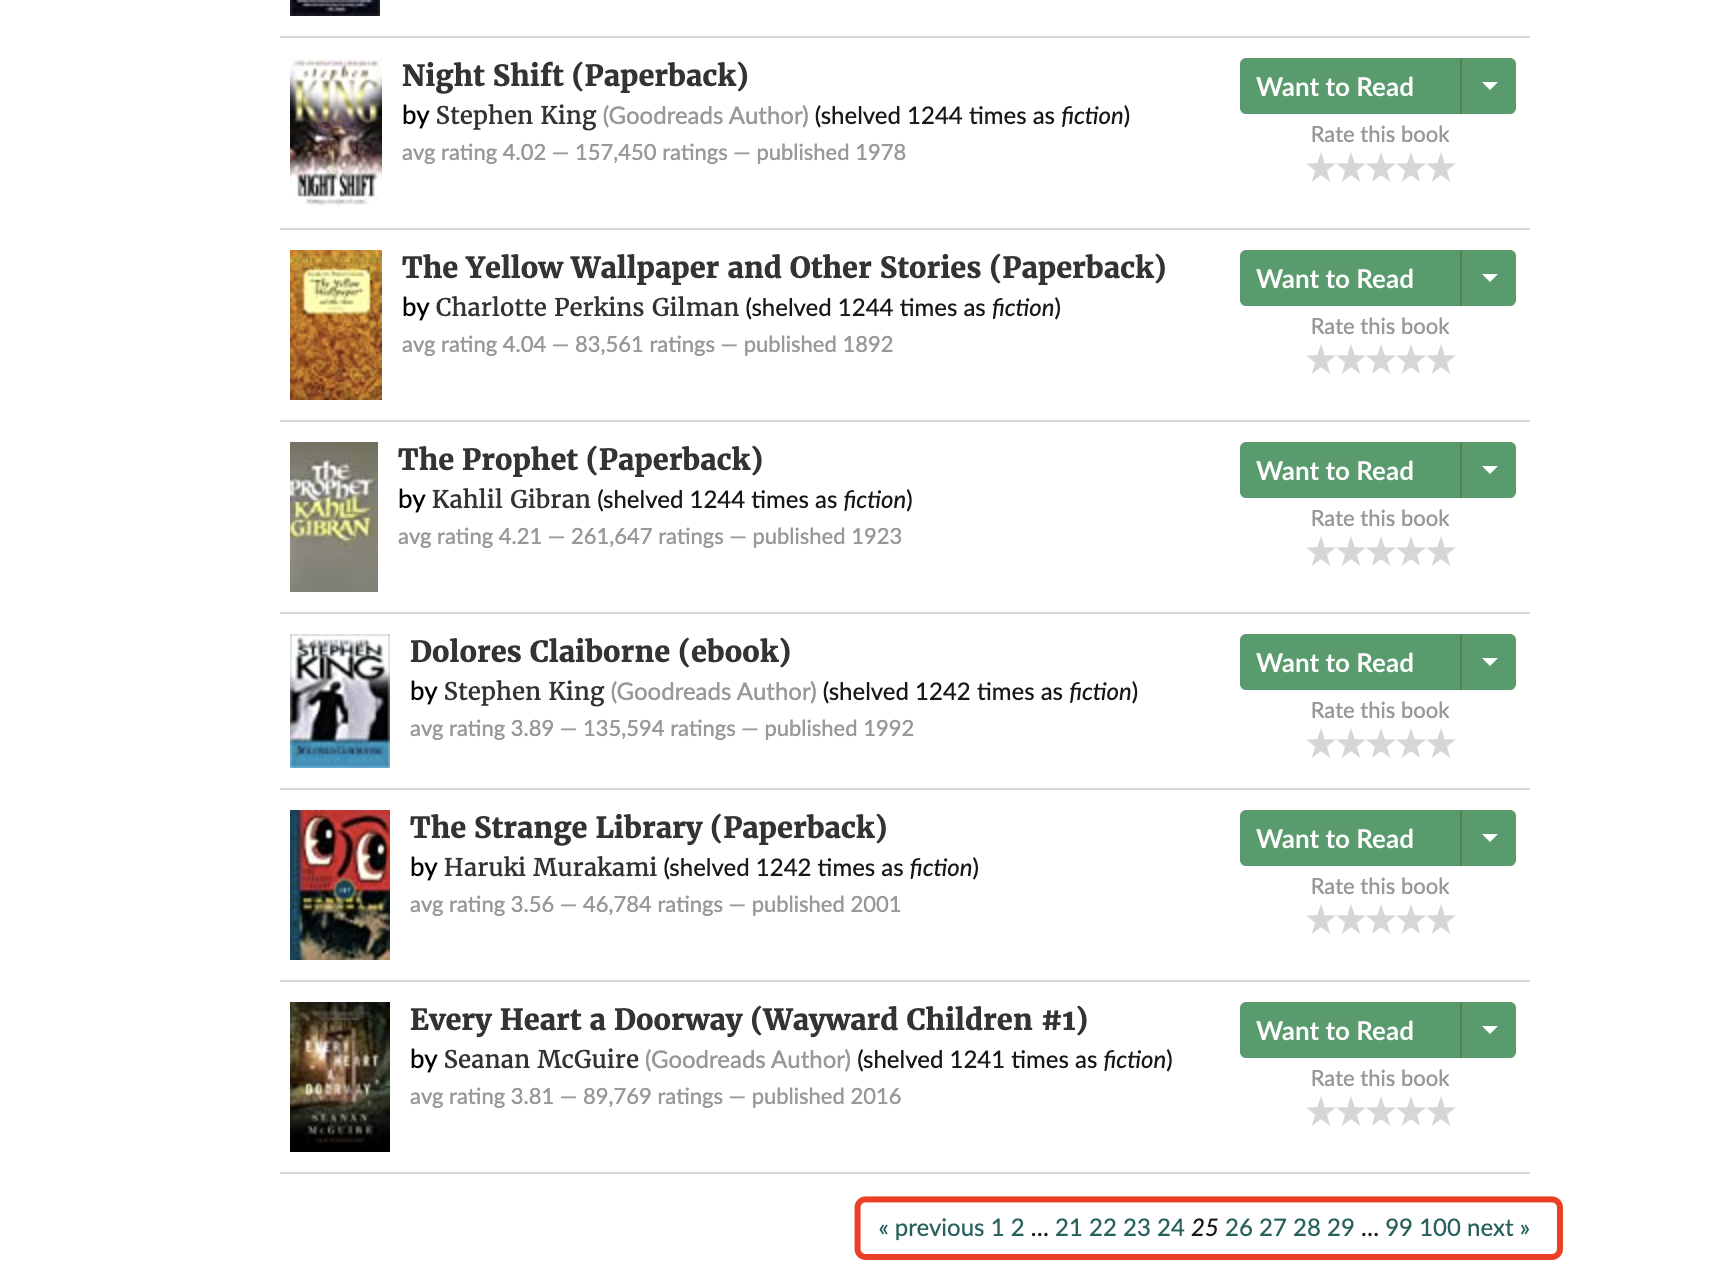 stephen
KING
NIGHT SHIFT
Night Shift (Paperback)
by Stephen King (Goodreads Author) (shelved 1244 times as fiction)
avg rating 4.02 — 157,450 ratings — published 1978
Want to Read
Rate this book
"The Yellow
Wallpaper"
The Yellow Wallpaper and Other Stories (Paperback)
by Charlotte Perkins Gilman (shelved 1244 times as fiction)
avg rating 4.04 — 83,561 ratings — published 1892
Want to Read
Rate this book
the
PROPHET
KAHLIL
GIBRAN
The Prophet (Paperback)
by Kahlil Gibran (shelved 1244 times as fiction)
avg rating 4.21 — 261,647 ratings — published 1923
Want to Read
Rate this book
STEPHEN
KING
DOLORES CLAIBORNE
Dolores Claiborne (ebook)
by Stephen King (Goodreads Author) (shelved 1242 times as fiction)
avg rating 3.89 — 135,594 ratings — published 1992
Want to Read
Rate this book
The Strange Library (Paperback)
by Haruki Murakami (shelved 1242 times as fiction)
avg rating 3.56 — 46,784 ratings — published 2001
Want to Read
Rate this book
EVERY
HEART
A
DOORWAY
SEANAN
McGUIRE
Every Heart a Doorway (Wayward Children #1)
by Seanan McGuire (Goodreads Author) (shelved 1241 times as fiction)
avg rating 3.81 — 89,769 ratings — published 2016
Want to Read
Rate this book
« previous 1 2 … 21 22 23 24 25 26 27 28 29 … 99 100 next »